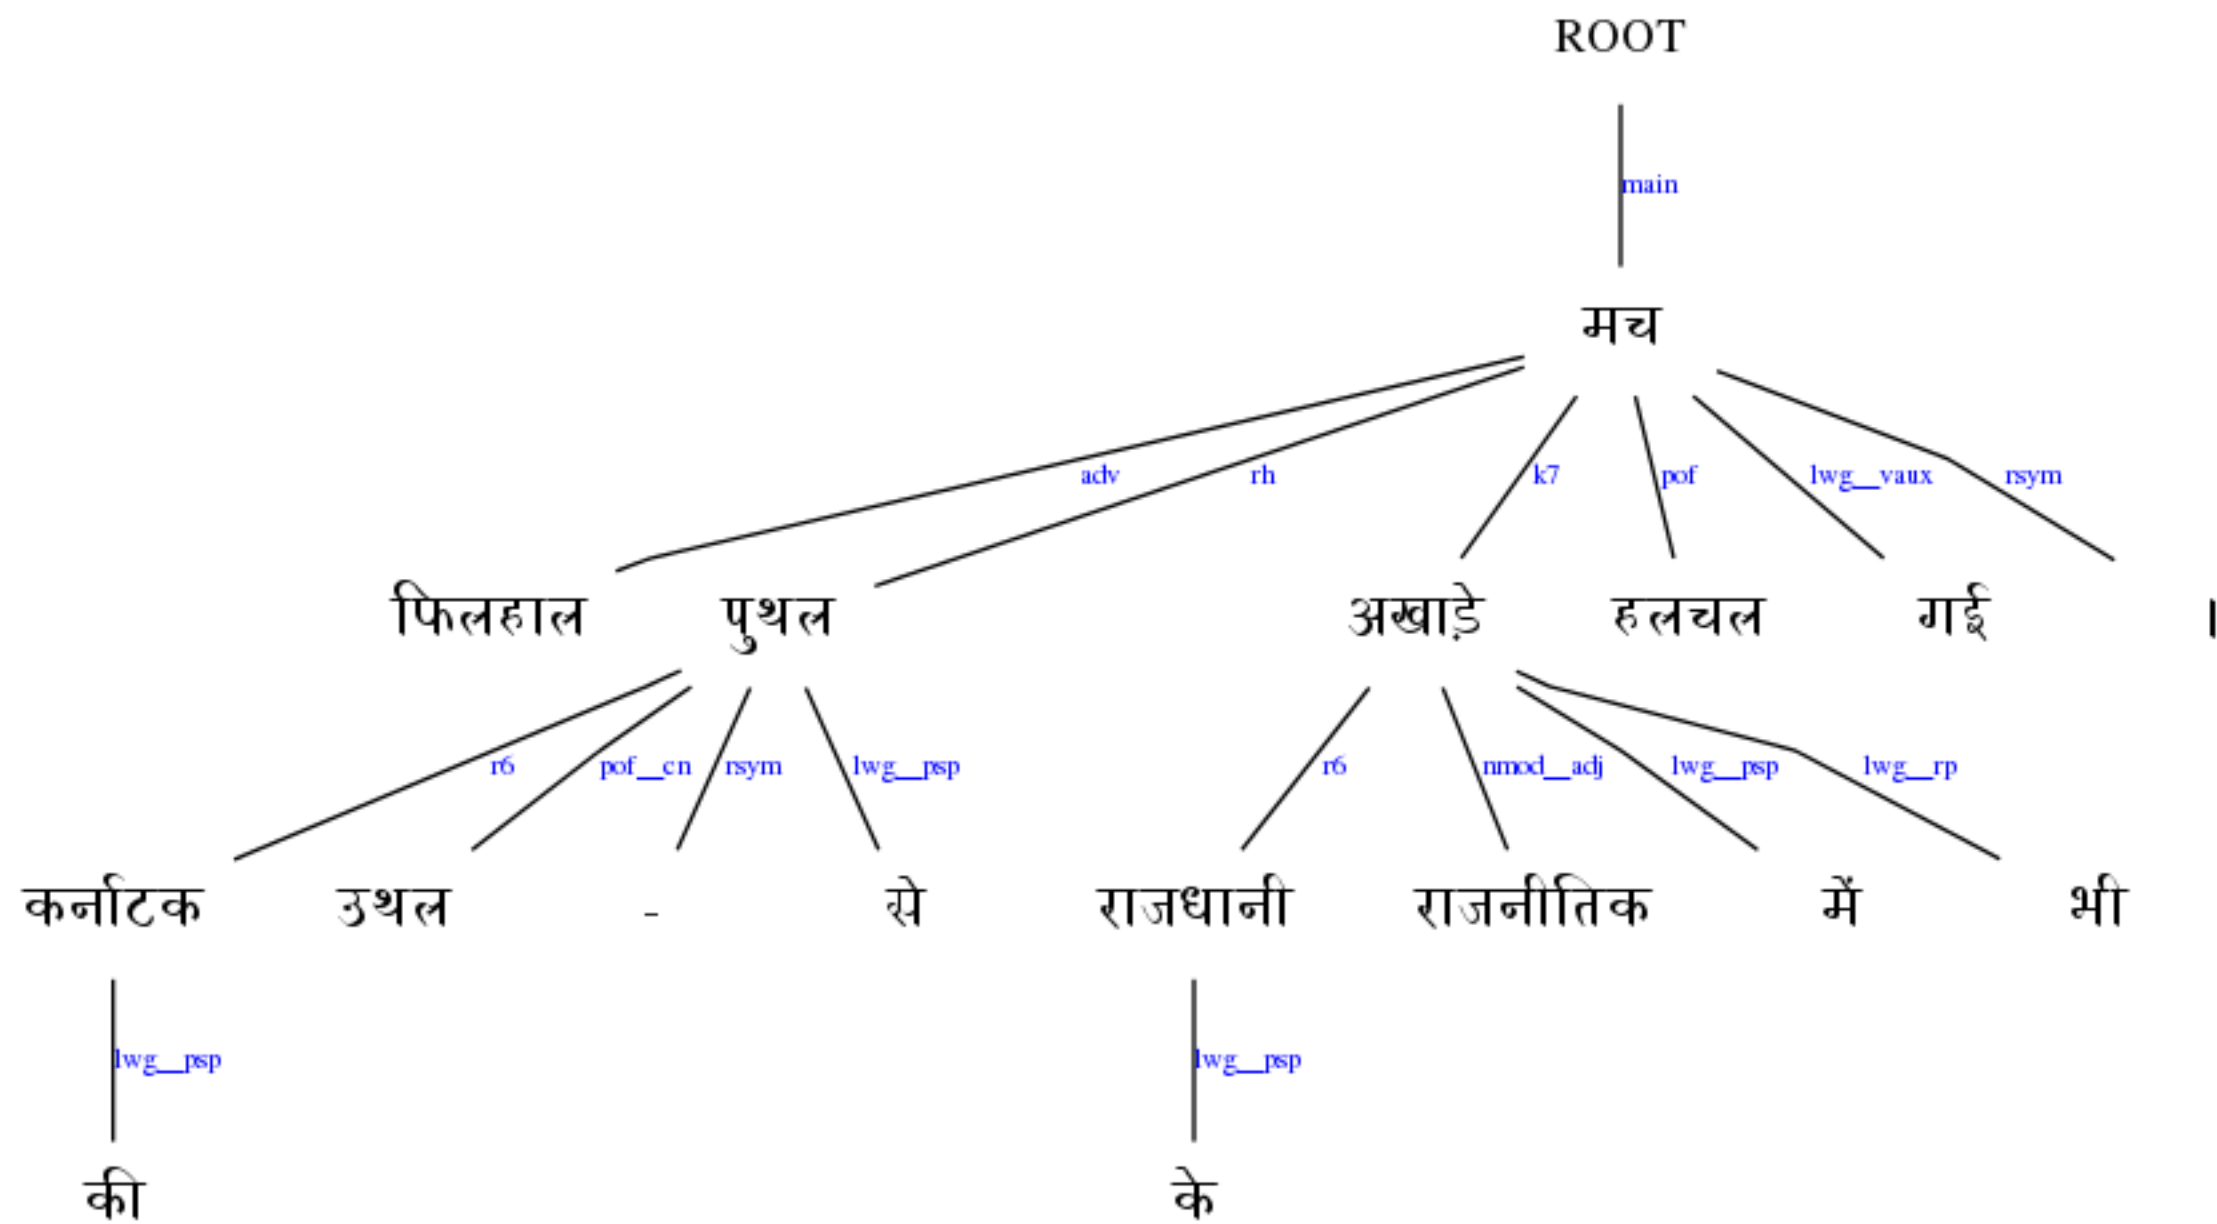 ROOT
main
मच
adv rh k7 pof lwg__vaux rsym
फिलहाल पुथल अखाड़े हलचल गई ।
r6 pof__cn rsym lwg__psp r6 nmod__adj lwg__psp lwg__rp
कर्नाटक उथल - से राजधानी राजनीतिक में भी
lwg__psp lwg__psp
की के